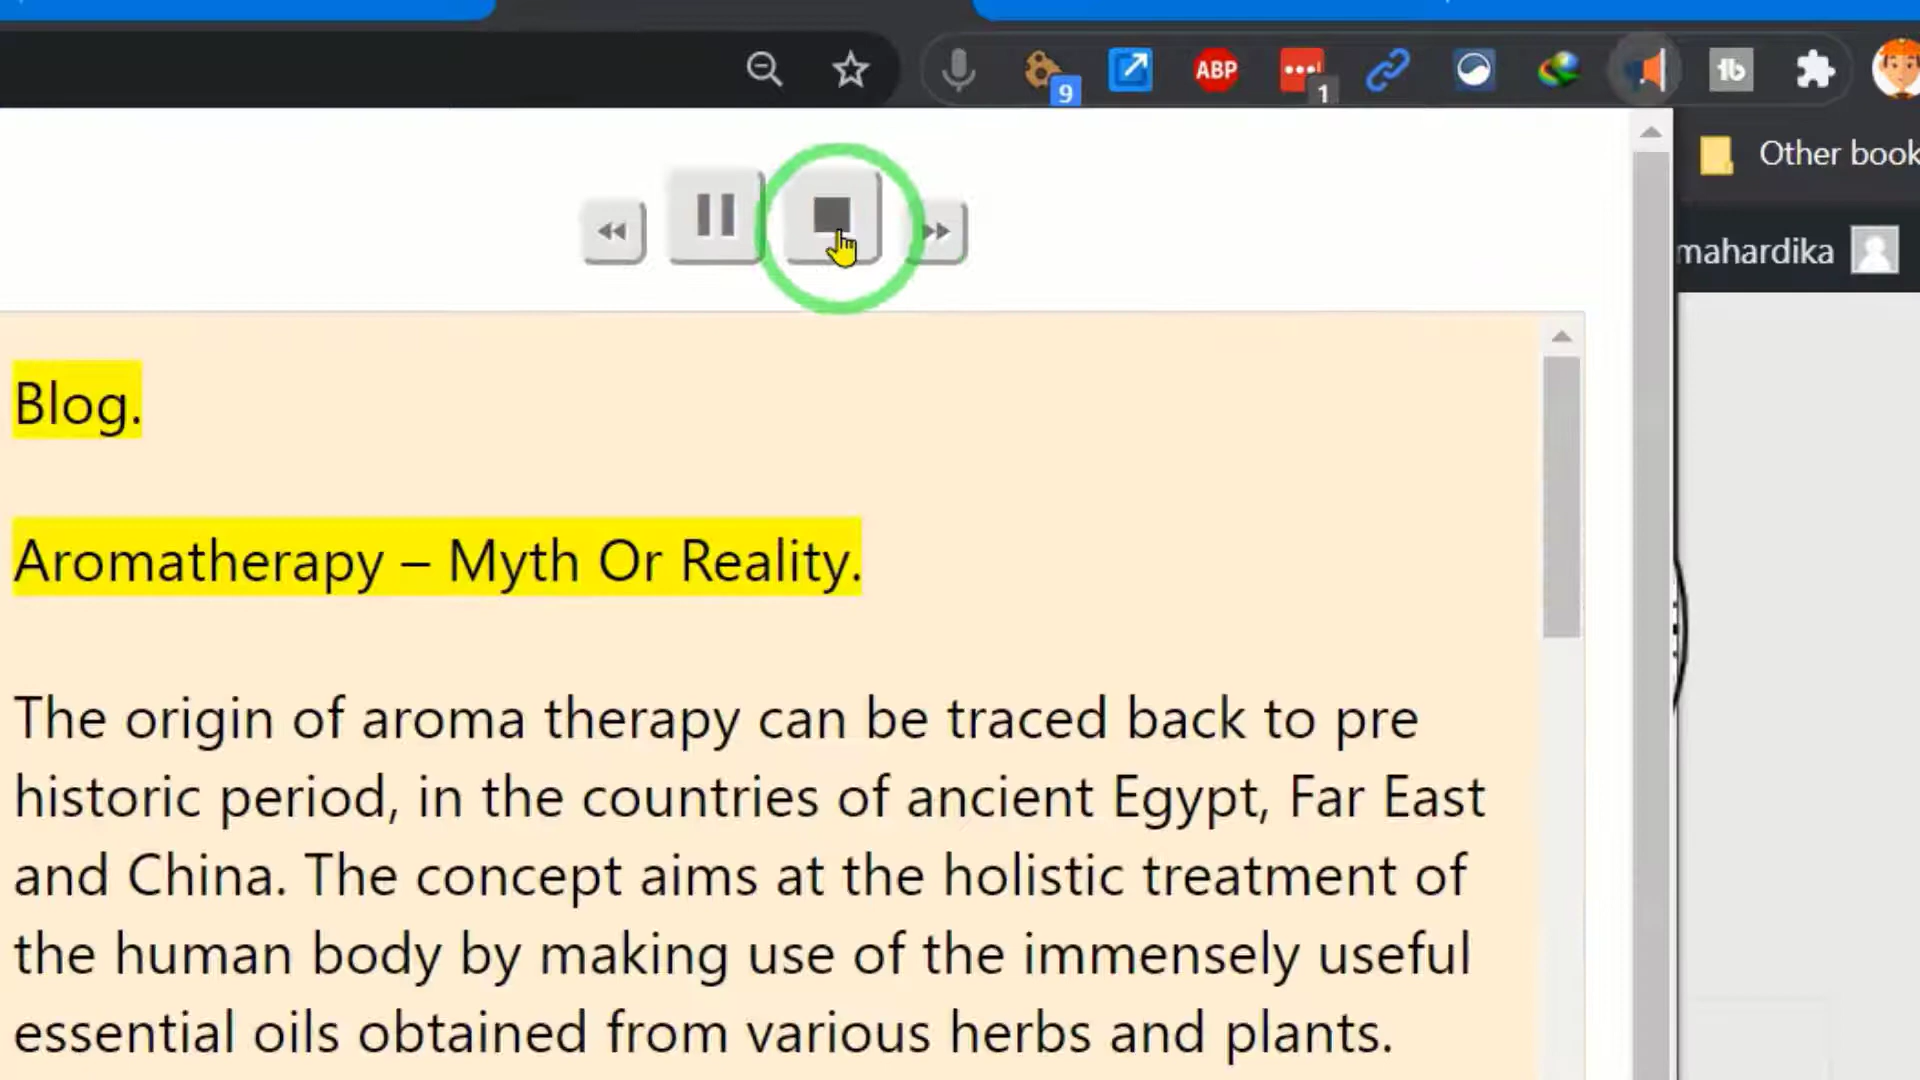 ABP
9
1
Other book
mahardika
Blog.
Aromatherapy – Myth Or Reality.
The origin of aroma therapy can be traced back to pre
historic period, in the countries of ancient Egypt, Far East
and China. The concept aims at the holistic treatment of
the human body by making use of the immensely useful
essential oils obtained from various herbs and plants.